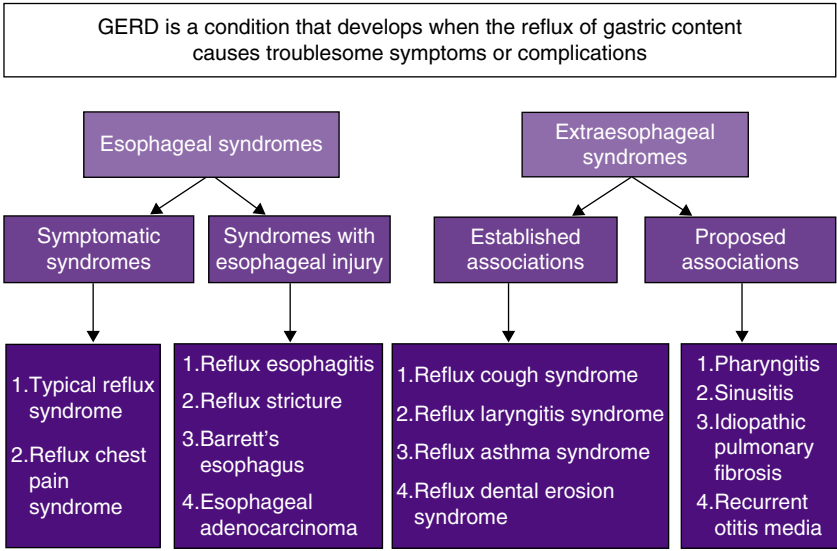 GERD is a condition that develops when the reflux of gastric content
causes troublesome symptoms or complications
Esophageal syndromes
Extraesophageal
syndromes
Symptomatic
syndromes
Syndromes with
esophageal injury
Established
associations
Proposed
associations
1.Typical reflux
syndrome
2.Reflux chest
pain
syndrome
1.Reflux esophagitis
2.Reflux stricture
3.Barrett's
esophagus
4.Esophageal
adenocarcinoma
1.Reflux cough syndrome
2.Reflux laryngitis syndrome
3.Reflux asthma syndrome
4.Reflux dental erosion
syndrome
1.Pharyngitis
2.Sinusitis
3.Idiopathic
pulmonary
fibrosis
4.Recurrent
otitis media